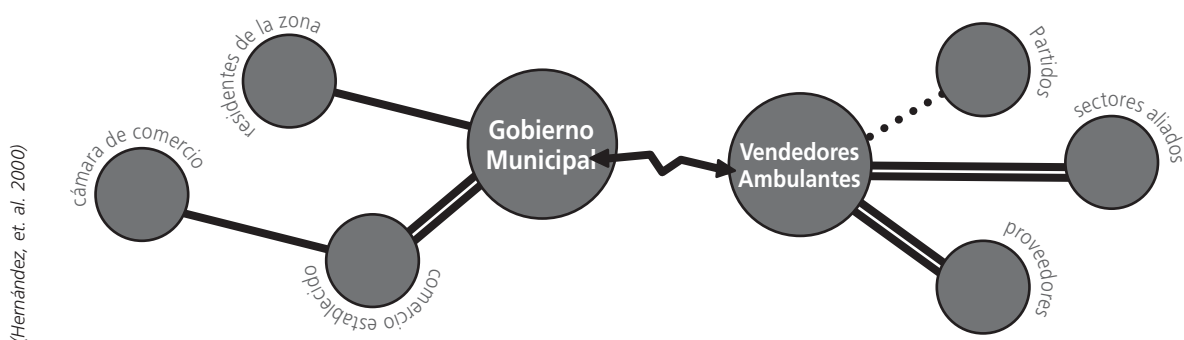 residentes de la zona
cámara de comercio
comercio establecido
Gobierno
Municipal
Vendedores
Ambulantes
Partidos
sectores aliados
proveedores
(Hernández, et. al. 2000)